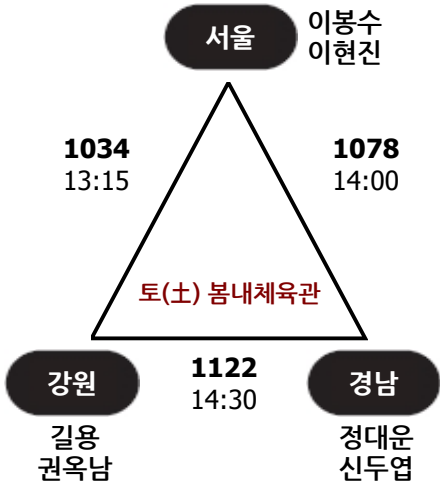 서울
이봉수
이현진
1034
13:15
1078
14:00
토(土) 봄내체육관
강원
1122
14:30
경남
길용
권옥남
정대운
신두엽